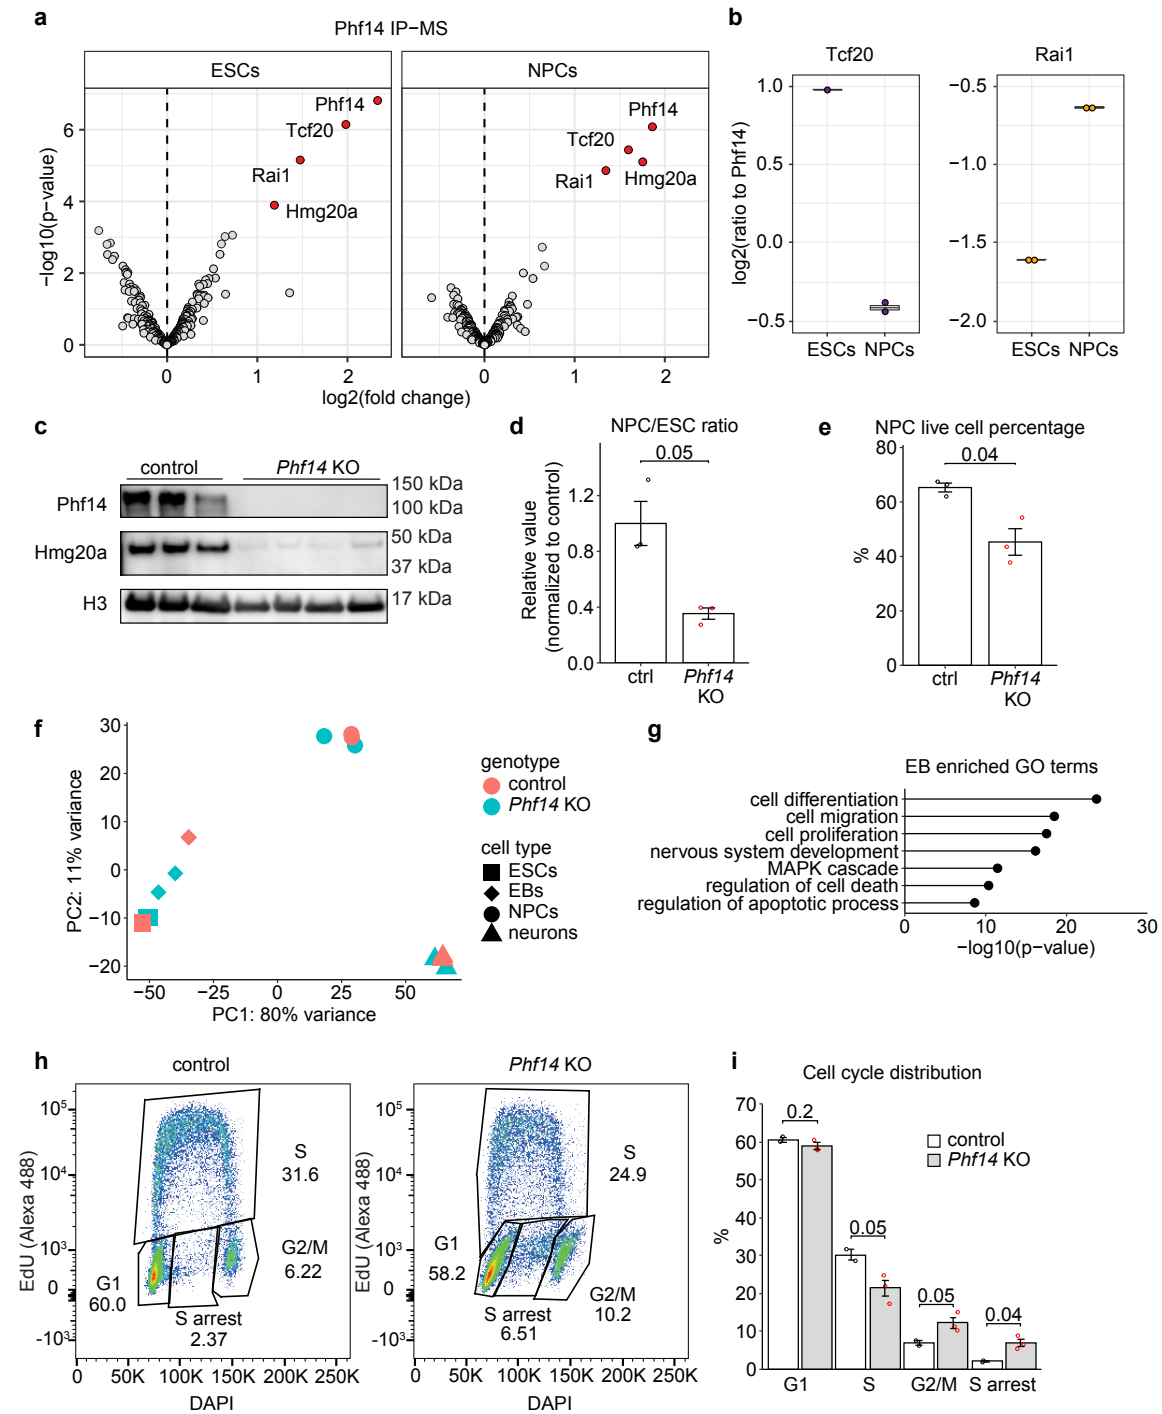 a
Phf14 IP−MS
ESCs
NPCs
−log10(p−value)
6
4
2
0
Phf14
Tcf20
Rai1
Hmg20a
Phf14
Tcf20
Rai1
Hmg20a
0 1 2
0 1 2
log2(fold change)
b
Tcf20
Rai1
log2(ratio to Phf14)
1.0
0.5
0.0
−0.5
−0.5
−1.0
−1.5
−2.0
ESCs NPCs
ESCs NPCs
c
control
Phf14 KO
Phf14
150 kDa
100 kDa
Hmg20a
50 kDa
37 kDa
H3
17 kDa
d
NPC/ESC ratio
0.05
Relative value
(normalized to control)
1.2
0.8
0.4
0.0
ctrl
Phf14
KO
e
NPC live cell percentage
0.04
%
80
60
40
20
0
ctrl
Phf14
KO
f
PC2: 11% variance
30
20
10
0
−10
−20
−50 −25 0 25 50
PC1: 80% variance
genotype
control
Phf14 KO
cell type
ESCs
EBs
NPCs
neurons
g
EB enriched GO terms
cell differentiation
cell migration
cell proliferation
nervous system development
MAPK cascade
regulation of cell death
regulation of apoptotic process
0 10 20 30
−log10(p−value)
h
control
EdU (Alexa 488)
10⁵
10⁴
10³
0
-10³
S
31.6
G2/M
6.22
G1
60.0
S arrest
2.37
0 50K 100K 150K 200K 250K
DAPI
Phf14 KO
EdU (Alexa 488)
10⁵
10⁴
10³
0
-10³
S
24.9
G1
58.2
G2/M
10.2
S arrest
6.51
0 50K 100K 150K 200K 250K
DAPI
i
Cell cycle distribution
%
70
60
50
40
30
20
10
0
0.2
0.05
0.05
0.04
control
Phf14 KO
G1 S G2/M S arrest